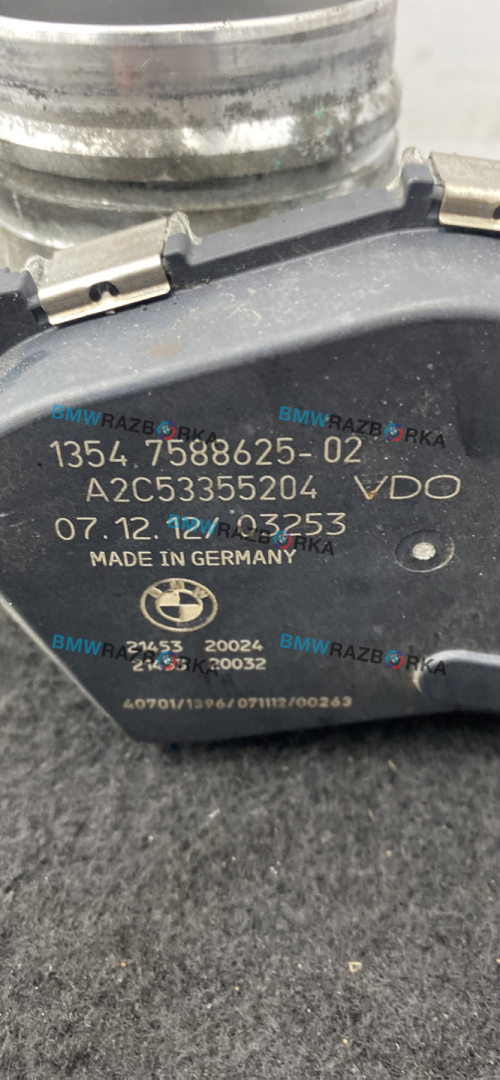 BMWRAZBORKA BMWRAZBORKA
1354 7588625-02
A2C53355204 VDO
BMWRAZBORKA BMWRAZBORKA
07.12.12/ 03253
MADE IN GERMANY
BMW
21453 20024
BMWRAZBORKA BMWRAZBORKA
20032
40701/1396/071112/00263